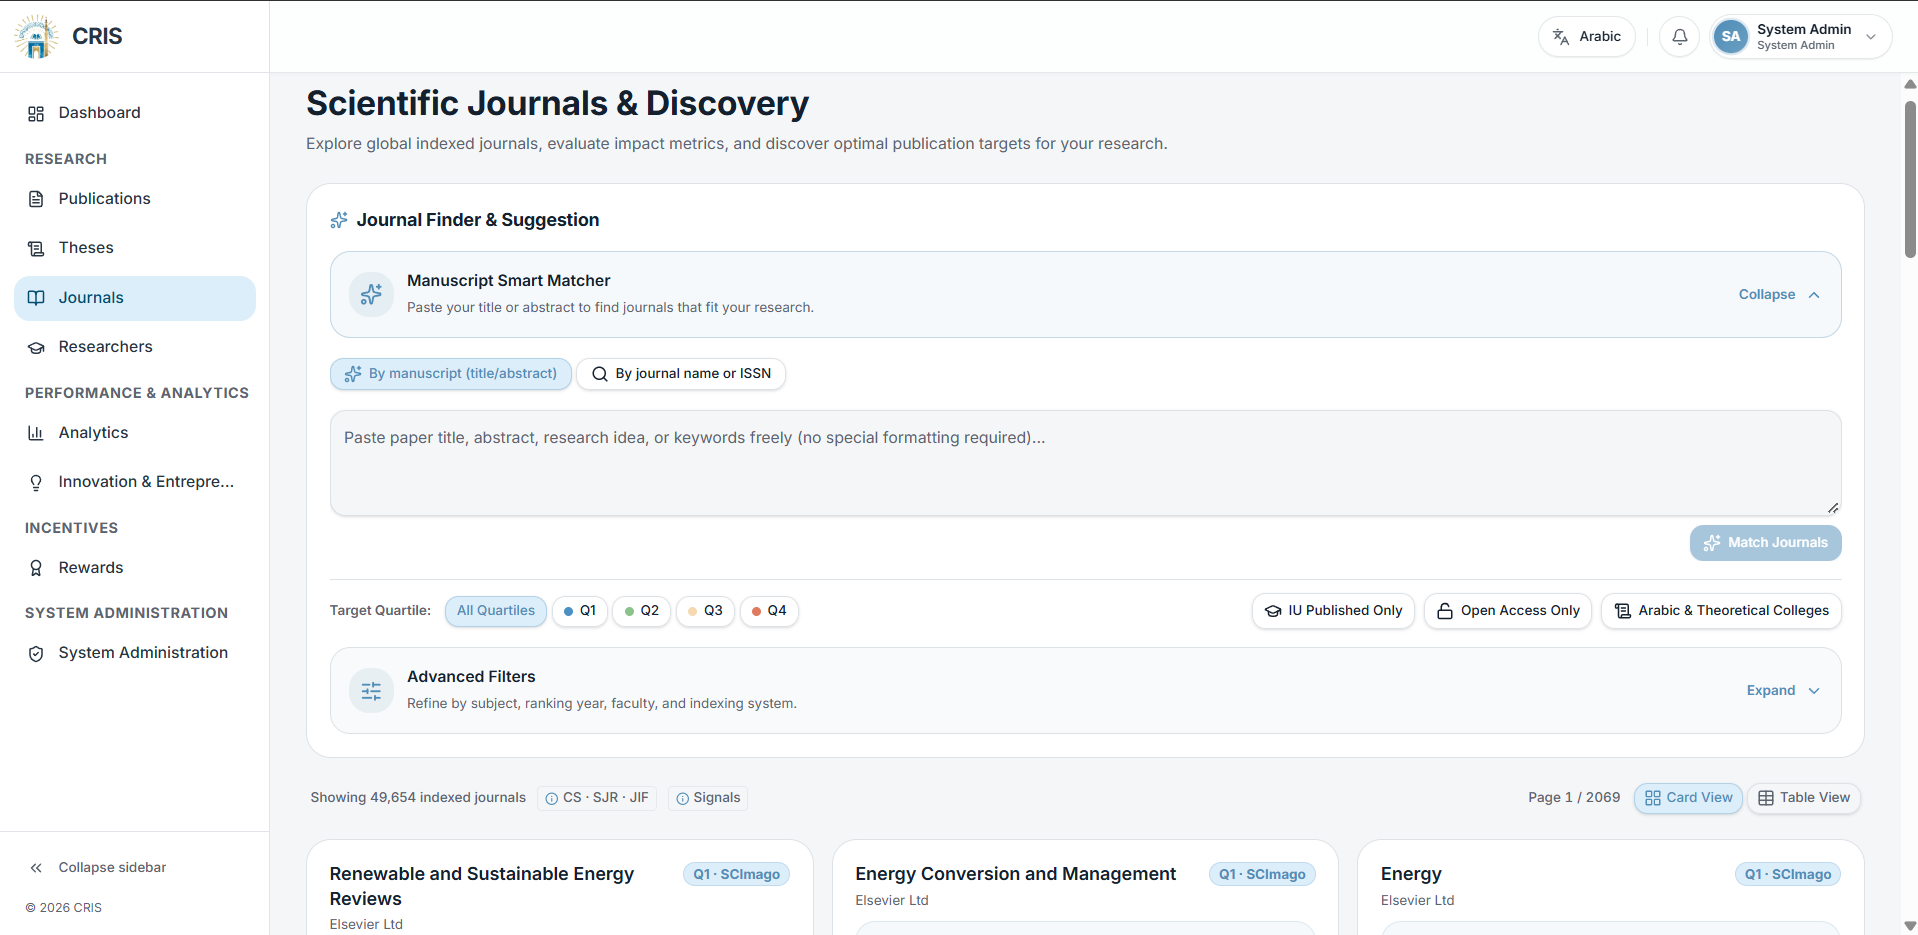 CRIS
Arabic
SA
System Admin
System Admin
Dashboard
RESEARCH
Publications
Theses
Journals
Researchers
PERFORMANCE & ANALYTICS
Analytics
Innovation & Entrepre...
INCENTIVES
Rewards
SYSTEM ADMINISTRATION
System Administration
Collapse sidebar
© 2026 CRIS
Scientific Journals & Discovery
Explore global indexed journals, evaluate impact metrics, and discover optimal publication targets for your research.
Journal Finder & Suggestion
Manuscript Smart Matcher
Paste your title or abstract to find journals that fit your research.
Collapse
By manuscript (title/abstract)
By journal name or ISSN
Paste paper title, abstract, research idea, or keywords freely (no special formatting required)...
Match Journals
Target Quartile:
All Quartiles
Q1
Q2
Q3
Q4
IU Published Only
Open Access Only
Arabic & Theoretical Colleges
Advanced Filters
Refine by subject, ranking year, faculty, and indexing system.
Expand
Showing 49,654 indexed journals
CS · SJR · JIF
Signals
Page 1 / 2069
Card View
Table View
Renewable and Sustainable Energy
Reviews
Q1 · SCImago
Elsevier Ltd
Energy Conversion and Management
Q1 · SCImago
Elsevier Ltd
Energy
Q1 · SCImago
Elsevier Ltd